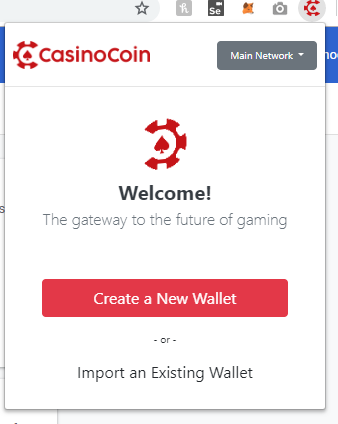 Se
CasinoCoin
Main Network
Welcome!
The gateway to the future of gaming
Create a New Wallet
- or -
Import an Existing Wallet